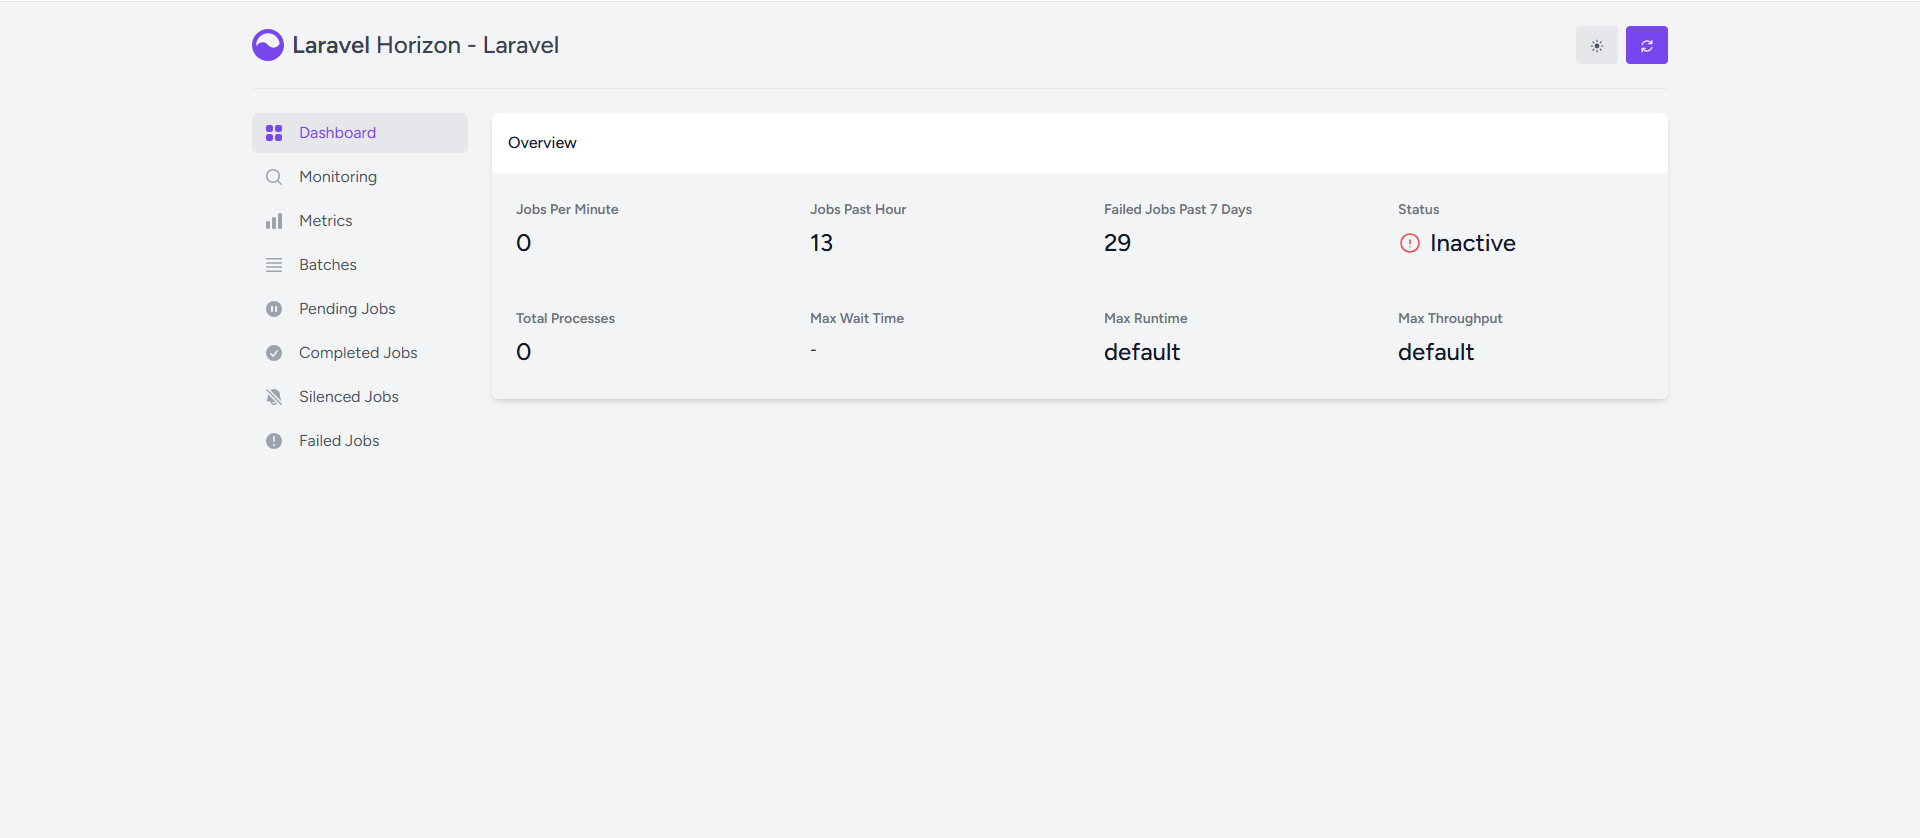 Laravel Horizon - Laravel
Dashboard
Monitoring
Metrics
Batches
Pending Jobs
Completed Jobs
Silenced Jobs
Failed Jobs
Overview
Jobs Per Minute
0
Jobs Past Hour
13
Failed Jobs Past 7 Days
29
Status
Inactive
Total Processes
0
Max Wait Time
-
Max Runtime
default
Max Throughput
default